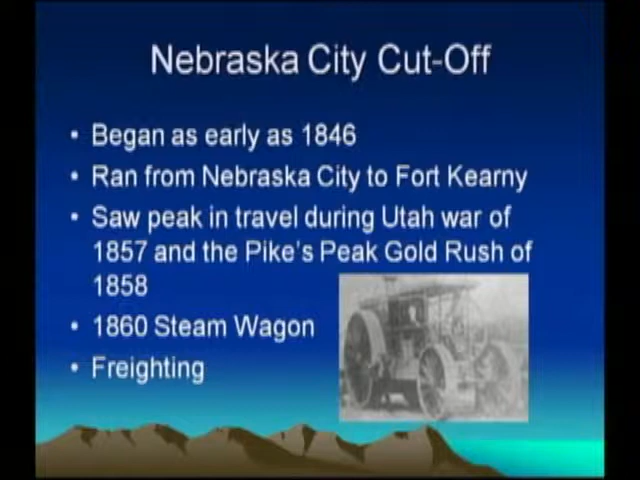 Nebraska City Cut-Off
• Began as early as 1846
• Ran from Nebraska City to Fort Kearny
• Saw peak in travel during Utah war of
1857 and the Pike's Peak Gold Rush of
1858
• 1860 Steam Wagon
• Freighting